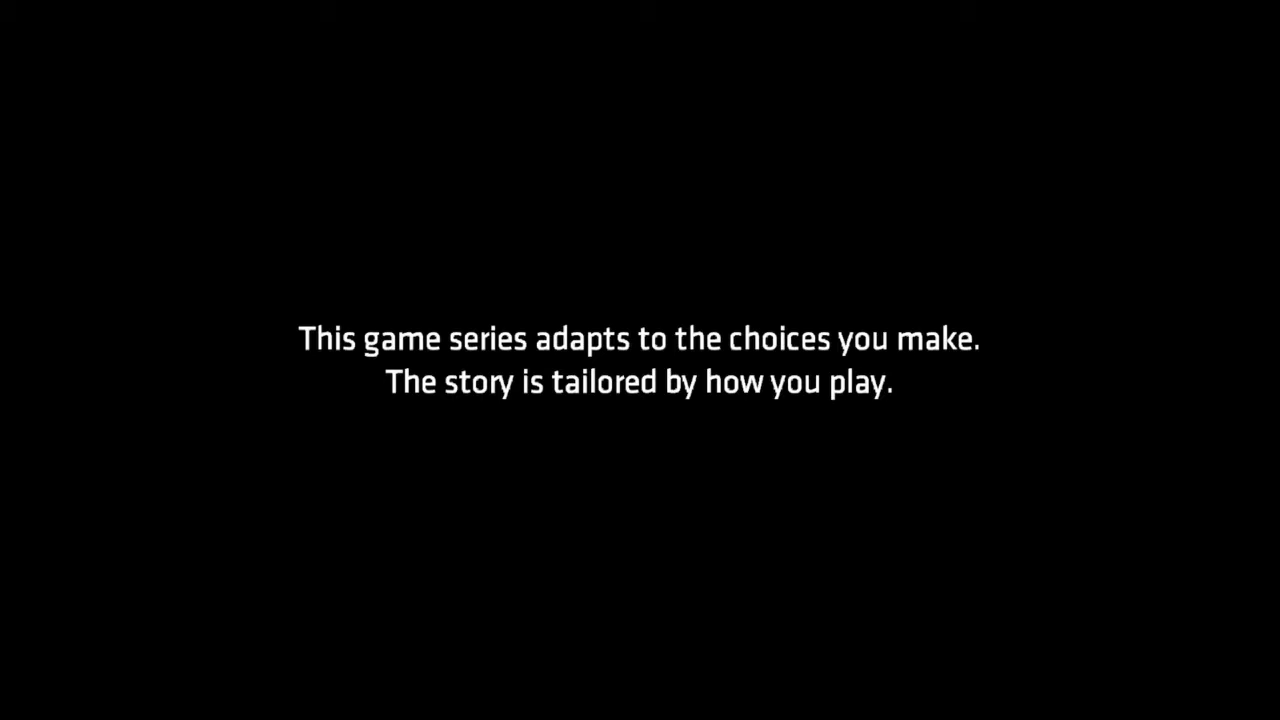 This game series adapts to the choices you make.
The story is tailored by how you play.